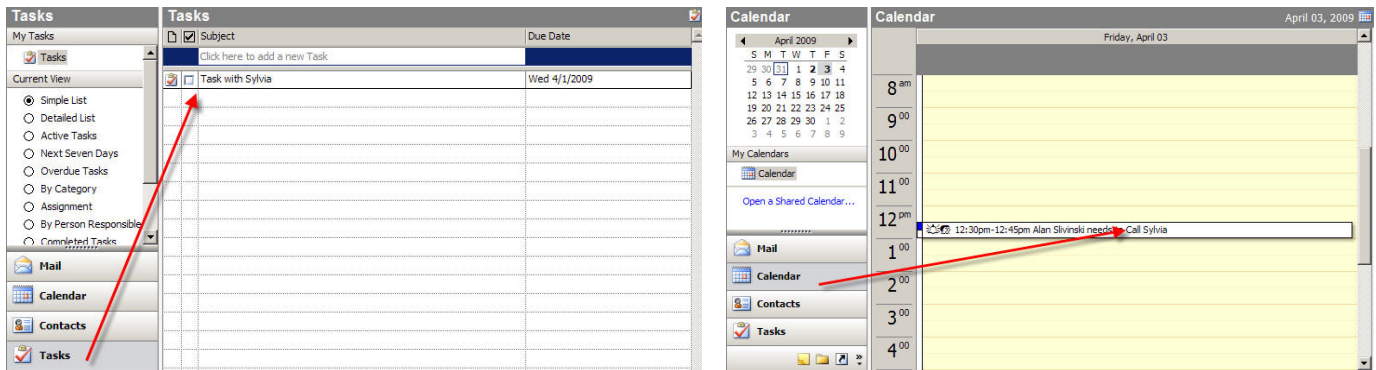 Tasks
My Tasks
Tasks
Current View
Simple List
Detailed List
Active Tasks
Next Seven Days
Overdue Tasks
By Category
Assignment
By Person Responsible
Completed Tasks
Mail
Calendar
Contacts
Tasks
Tasks
Subject Due Date
Click here to add a new Task
Task with Sylvia Wed 4/1/2009
Calendar
April 2009
S M T W T F S
29 30 31 1 2 3 4
5 6 7 8 9 10 11
12 13 14 15 16 17 18
19 20 21 22 23 24 25
26 27 28 29 30 1 2
3 4 5 6 7 8 9
My Calendars
Calendar
Open a Shared Calendar...
Mail
Calendar
Contacts
Tasks
Calendar April 03, 2009
Friday, April 03
8 am
9 00
10 00
11 00
12 pm
12:30pm-12:45pm Alan Slivinski needs to Call Sylvia
1 00
2 00
3 00
4 00